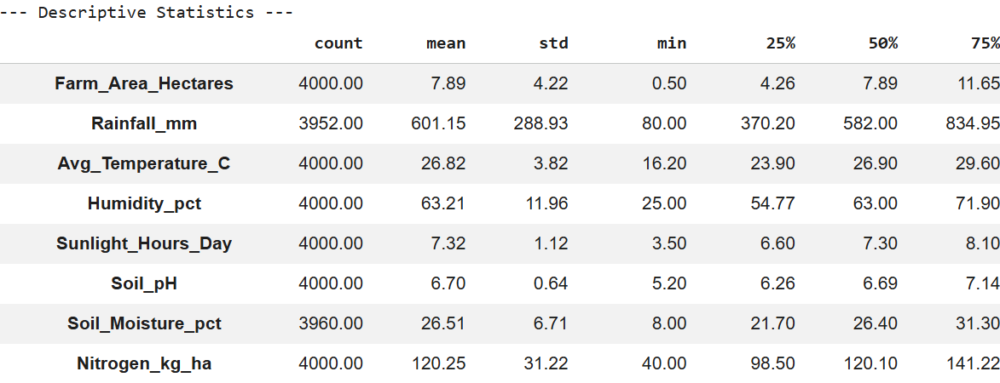 --- Descriptive Statistics ---
count mean std min 25% 50% 75%
Farm_Area_Hectares 4000.00 7.89 4.22 0.50 4.26 7.89 11.65
Rainfall_mm 3952.00 601.15 288.93 80.00 370.20 582.00 834.95
Avg_Temperature_C 4000.00 26.82 3.82 16.20 23.90 26.90 29.60
Humidity_pct 4000.00 63.21 11.96 25.00 54.77 63.00 71.90
Sunlight_Hours_Day 4000.00 7.32 1.12 3.50 6.60 7.30 8.10
Soil_pH 4000.00 6.70 0.64 5.20 6.26 6.69 7.14
Soil_Moisture_pct 3960.00 26.51 6.71 8.00 21.70 26.40 31.30
Nitrogen_kg_ha 4000.00 120.25 31.22 40.00 98.50 120.10 141.22